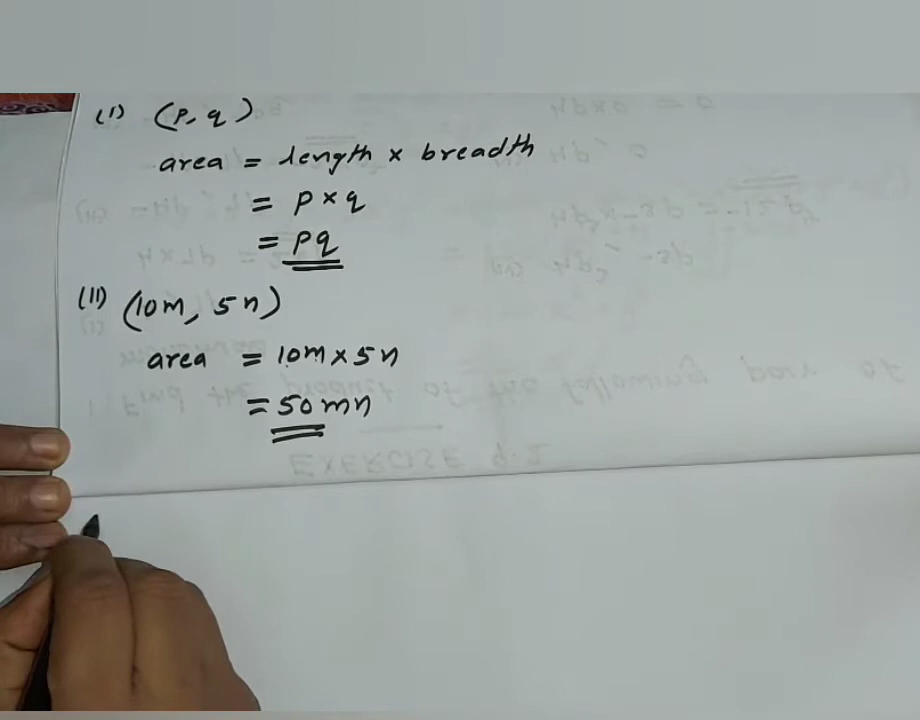 (I) (p, q)
area = length × breadth
= p × q
= pq
(II) (10m, 5n)
area = 10m × 5n
= 50mn